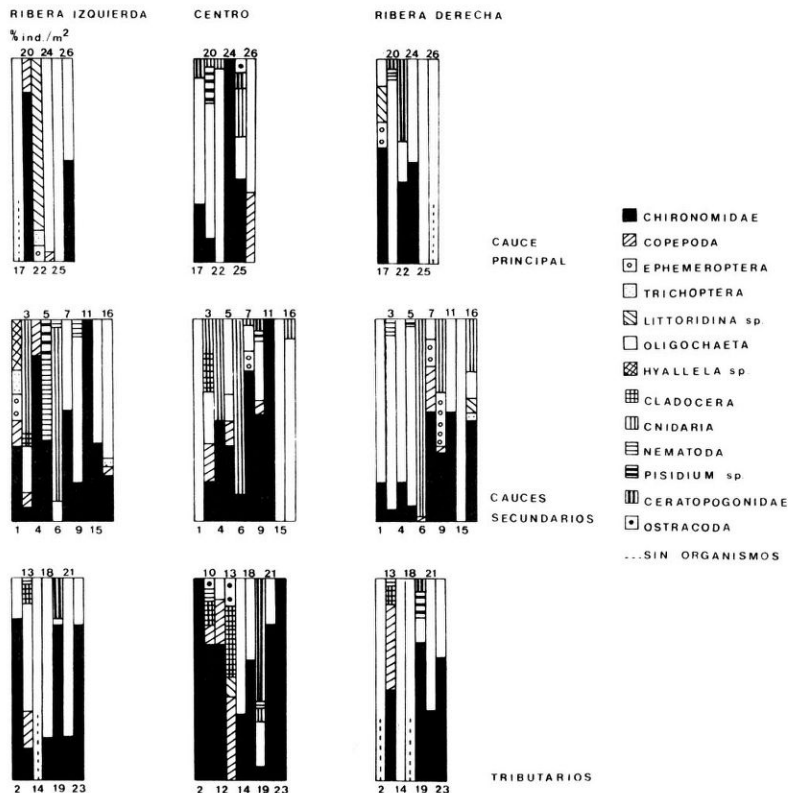 RIBERA IZQUIERDA CENTRO RIBERA DERECHA
% ind./m²
20 24 26 20 24 26 20 24 26
17 22 25 17 22 25 17 22 25
CAUCE
PRINCIPAL
3 5 7 11 16 3 5 7 11 16 3 5 7 11 16
1 4 6 9 15 1 4 6 9 15 1 4 6 9 15
CAUCES
SECUNDARIOS
13 18 21 10 13 18 21 13 18 21
2 14 19 23 2 12 14 19 23 2 14 19 23
TRIBUTARIOS
CHIRONOMIDAE
COPEPODA
EPHEMEROPTERA
TRICHOPTERA
LITTORIDINA sp.
OLIGOCHAETA
HYALLELA sp.
CLADOCERA
CNIDARIA
NEMATODA
PISIDIUM sp.
CERATOPOGONIDAE
OSTRACODA
...SIN ORGANISMOS